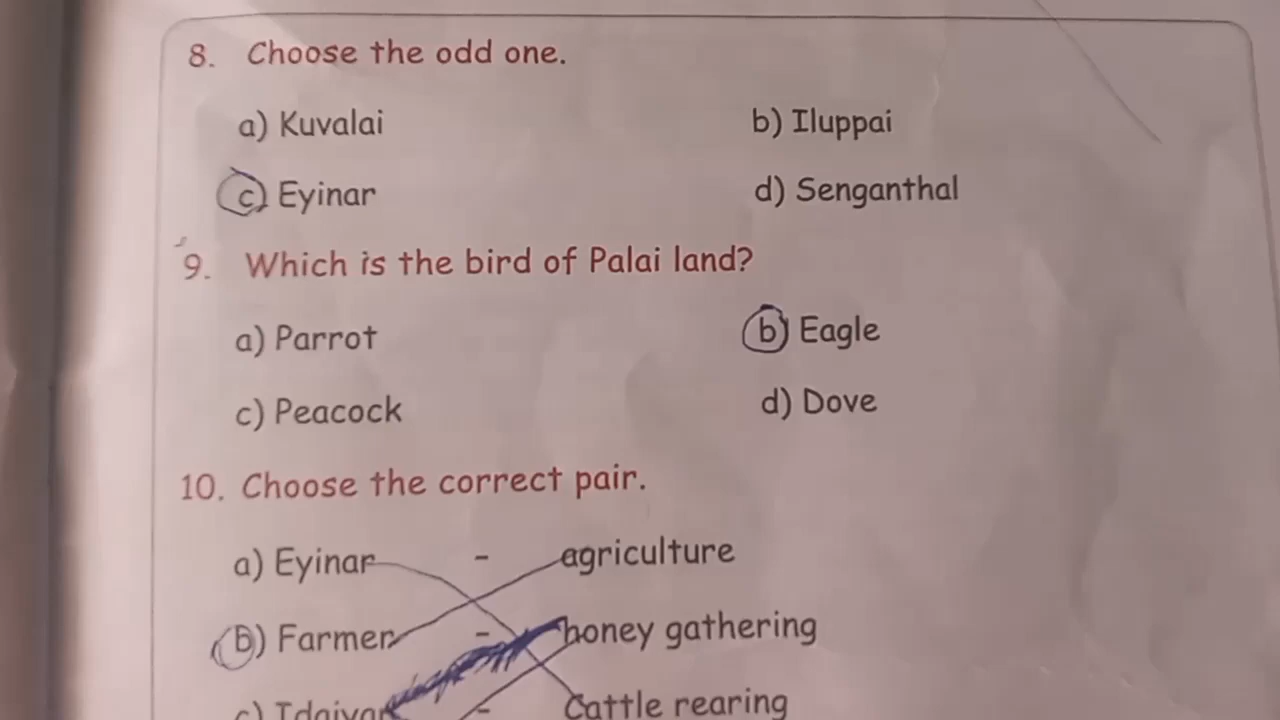 8. Choose the odd one.
a) Kuvalai b) Iluppai
c) Eyinar d) Senganthal
9. Which is the bird of Palai land?
a) Parrot b) Eagle
c) Peacock d) Dove
10. Choose the correct pair.
a) Eyinar - agriculture
b) Farmer - honey gathering
c) Idaiyar - Cattle rearing